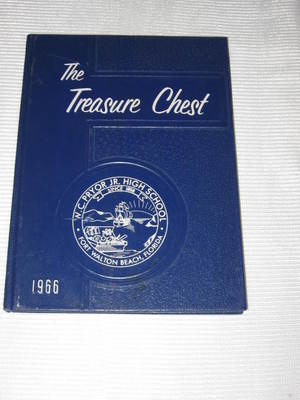 The
Treasure Chest
W.C. PRYOR JR. HIGH SCHOOL
FORT WALTON BEACH, FLORIDA
1966